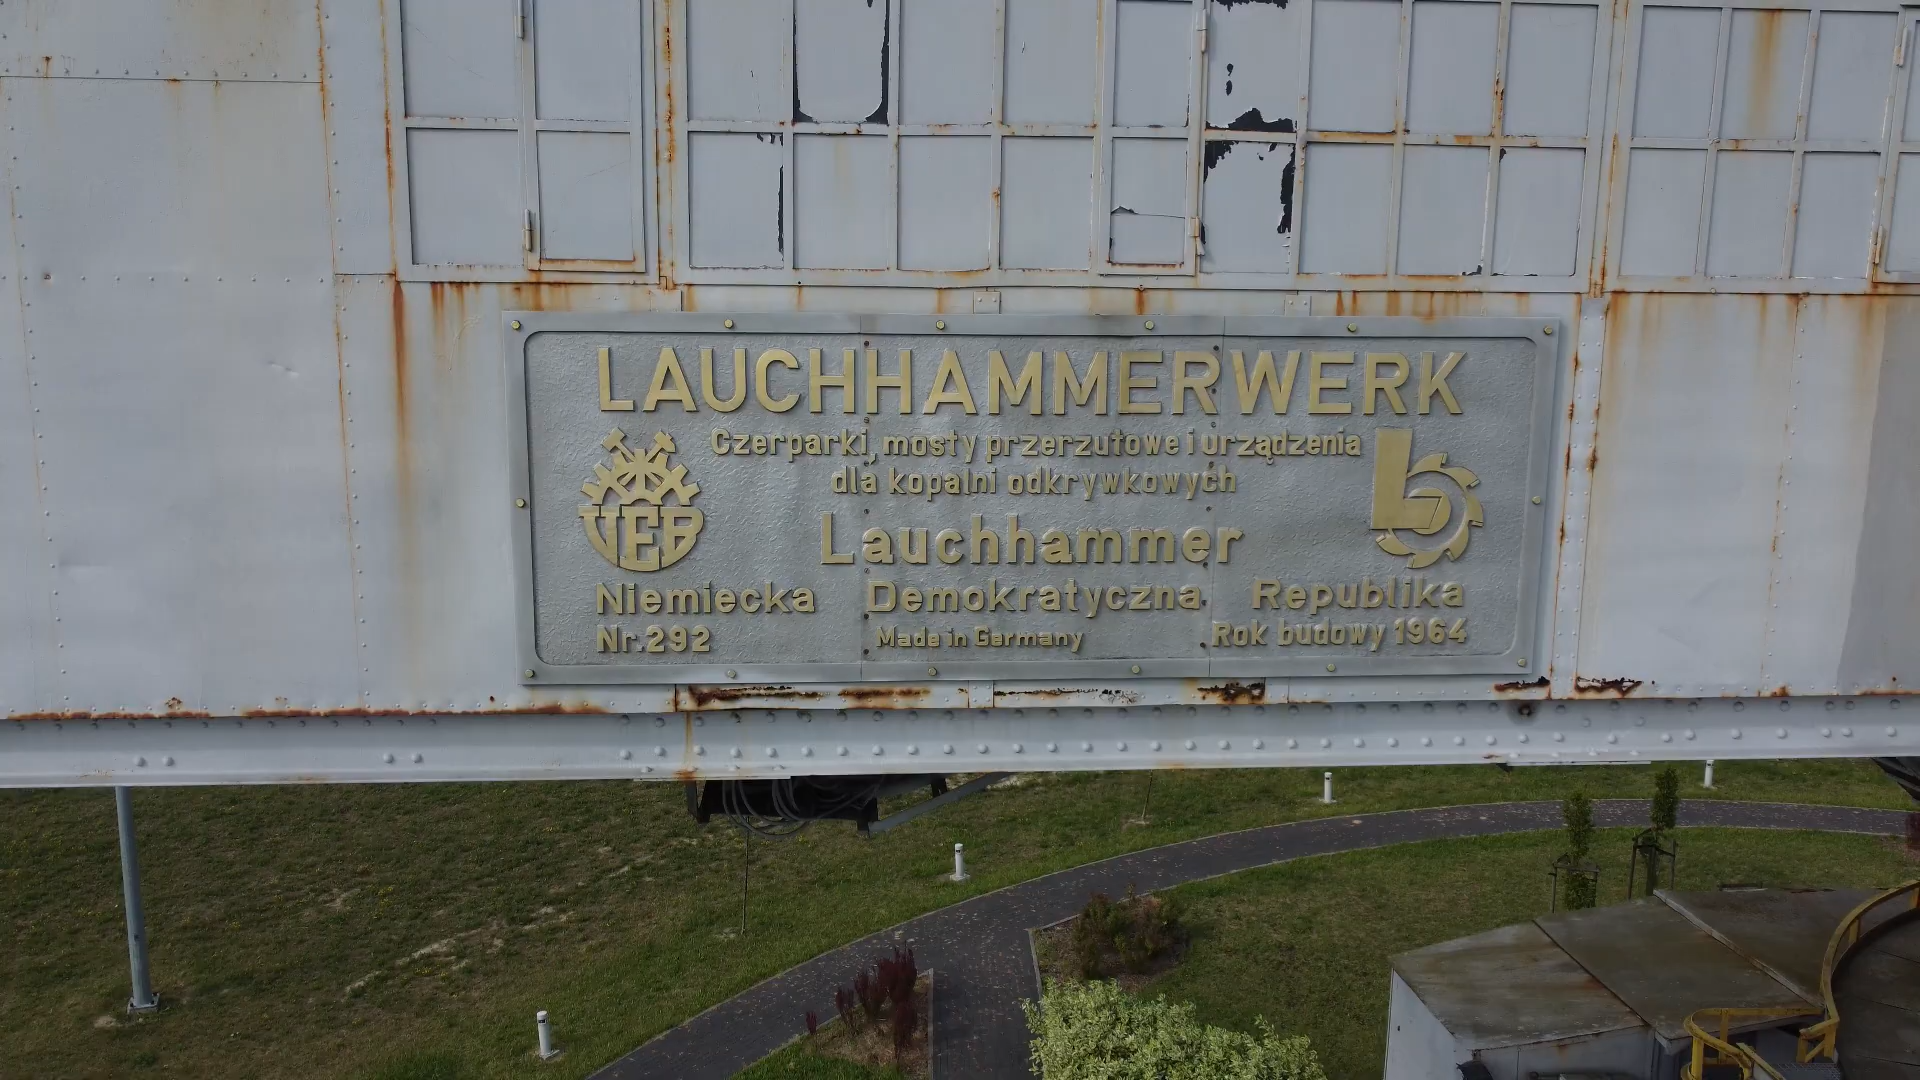 LAUCHHAMMERWERK
Czerparki, mosty przerzutowe i urządzenia
dla kopalni odkrywkowych
VEB
L
Lauchhammer
Niemiecka Demokratyczna Republika
Nr. 292 Made in Germany Rok budowy 1964